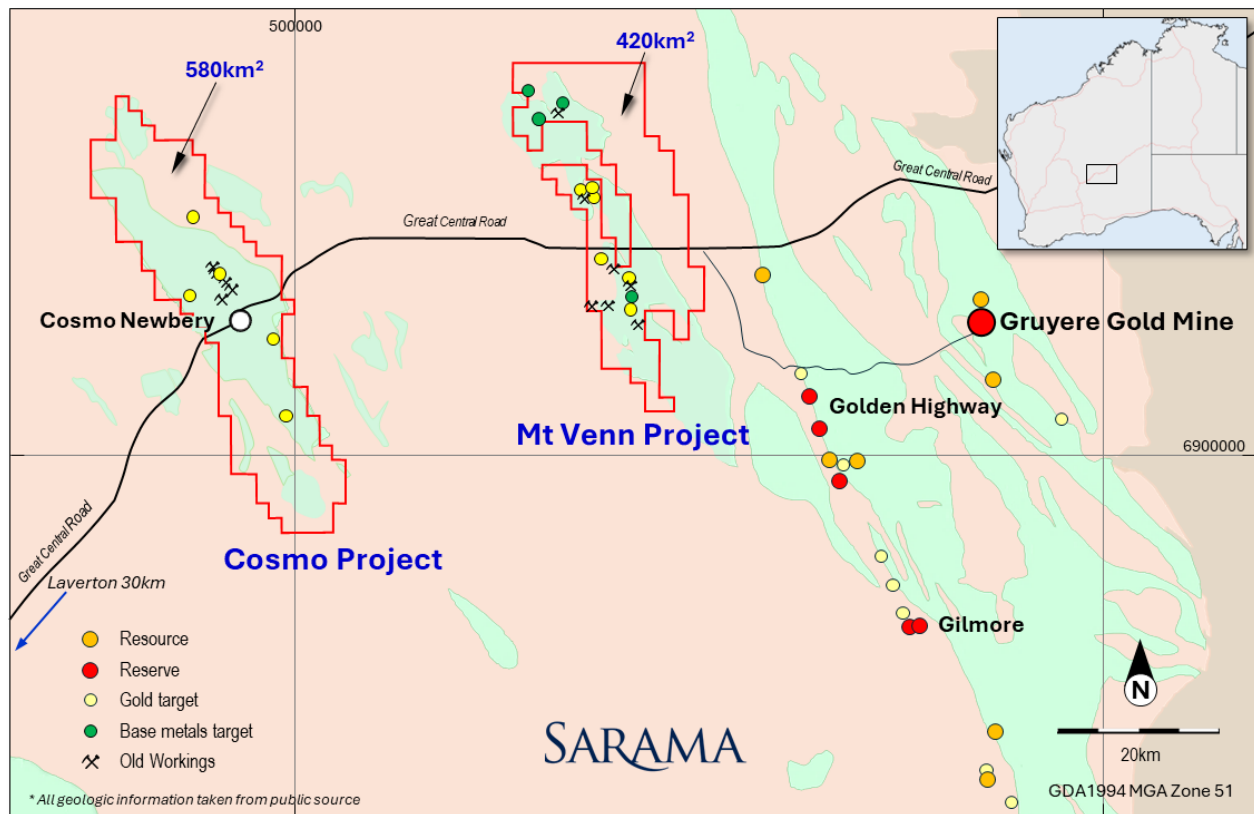 500000
580km²
420km²
Great Central Road
Great Central Road
Cosmo Newbery
Gruyere Gold Mine
Golden Highway
Mt Venn Project
6900000
Cosmo Project
Great Central Road
Laverton 30km
Gilmore
Resource
Reserve
Gold target
Base metals target
Old Workings
N
SARAMA
20km
* All geologic information taken from public source
GDA1994 MGA Zone 51